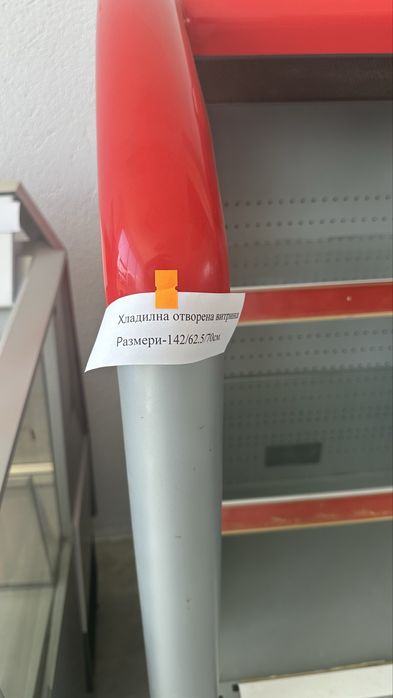 Хладилна отворена витрина
Размери-142/62.5/70см